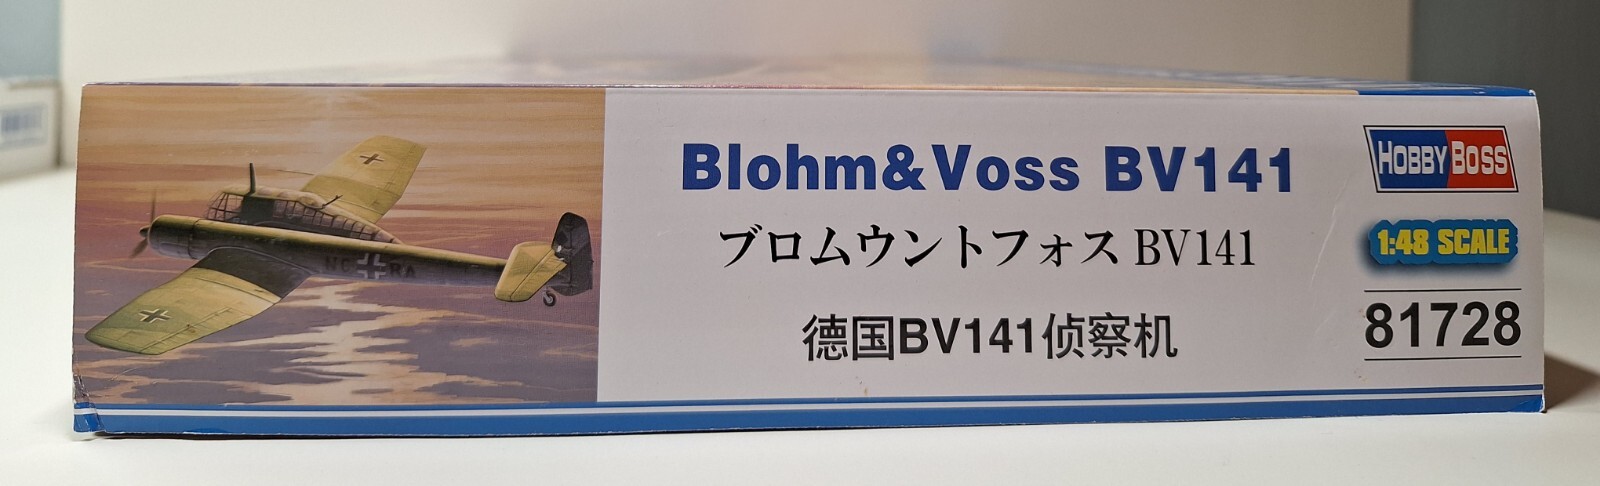 Blohm&Voss BV141
ブロムウントフォス BV141
德国BV141侦察机
HOBBY BOSS
1:48 SCALE
81728